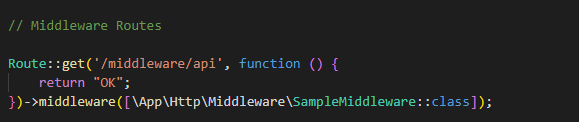 // Middleware Routes
Route::get('/middleware/api', function () {
    return "OK";
})->middleware([\App\Http\Middleware\SampleMiddleware::class]);